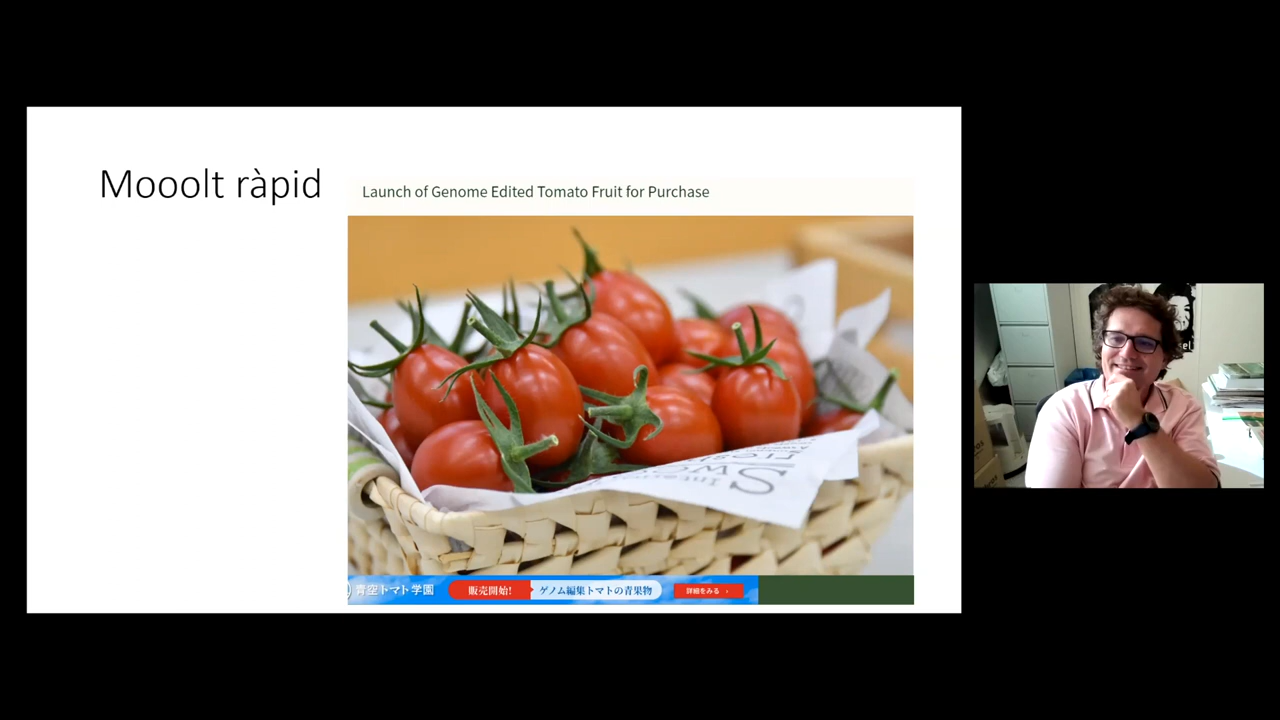 Mooolt ràpid
Launch of Genome Edited Tomato Fruit for Purchase
青空トマト学園
販売開始!
ゲノム編集トマトの青果物
詳細をみる ›